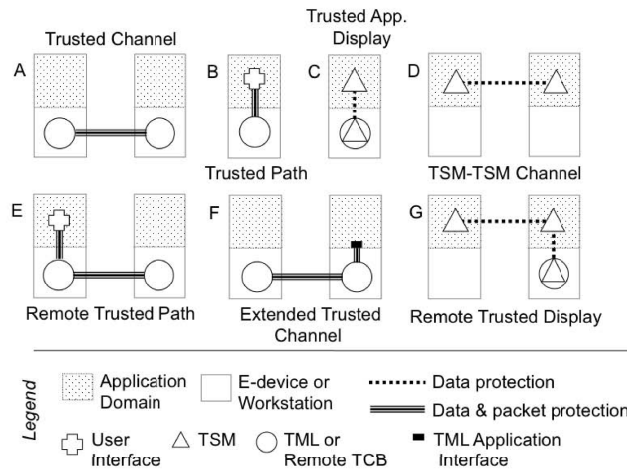 Trusted Channel
Trusted App.
Display
A
B
C
D
Trusted Path
TSM-TSM Channel
E
F
G
Remote Trusted Path
Extended Trusted
Channel
Remote Trusted Display
Legend
Application
Domain
E-device or
Workstation
Data protection
Data & packet protection
User
Interface
TSM
TML or
Remote TCB
TML Application
Interface